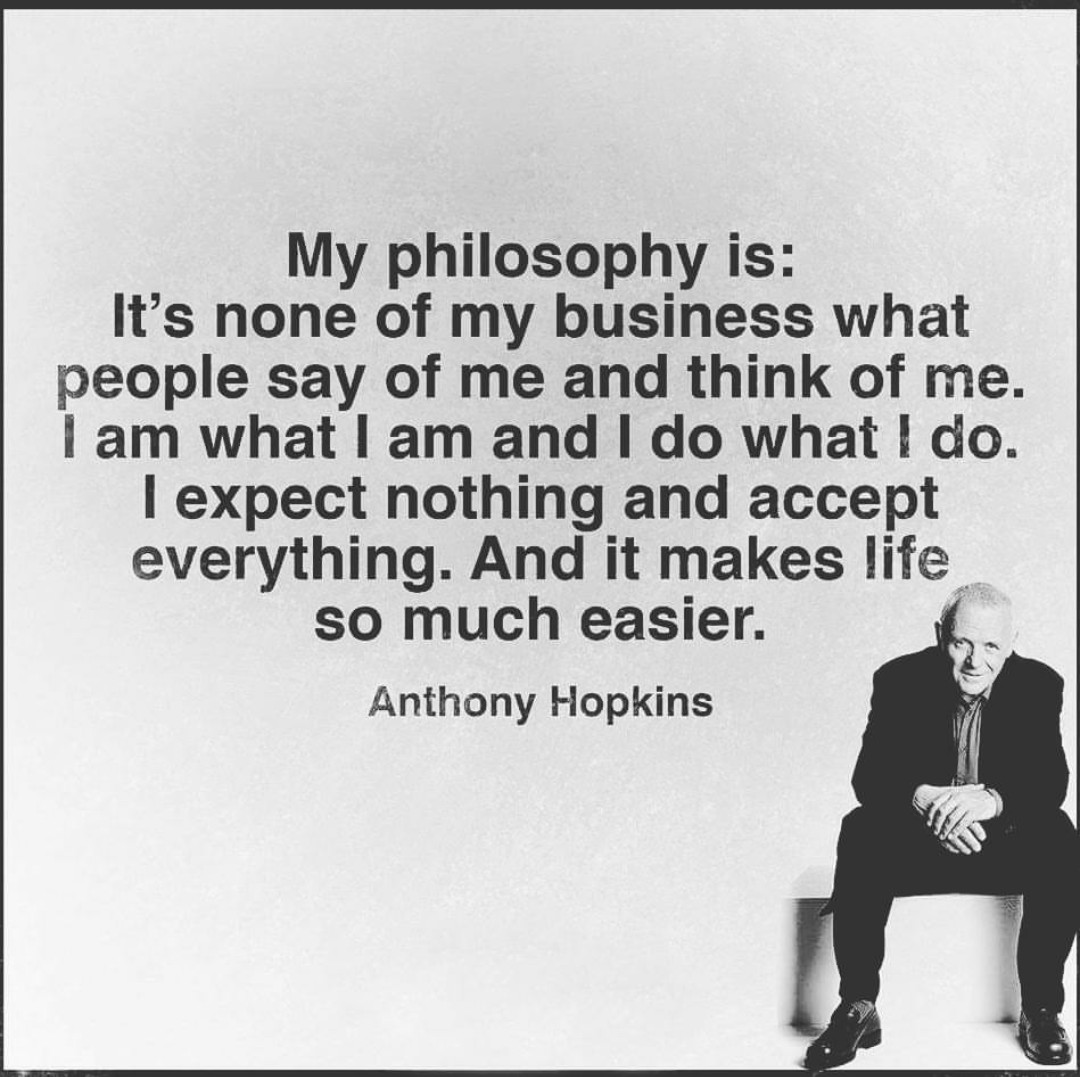 My philosophy is:
It’s none of my business what
people say of me and think of me.
I am what I am and I do what I do.
I expect nothing and accept
everything. And it makes life
so much easier.
Anthony Hopkins